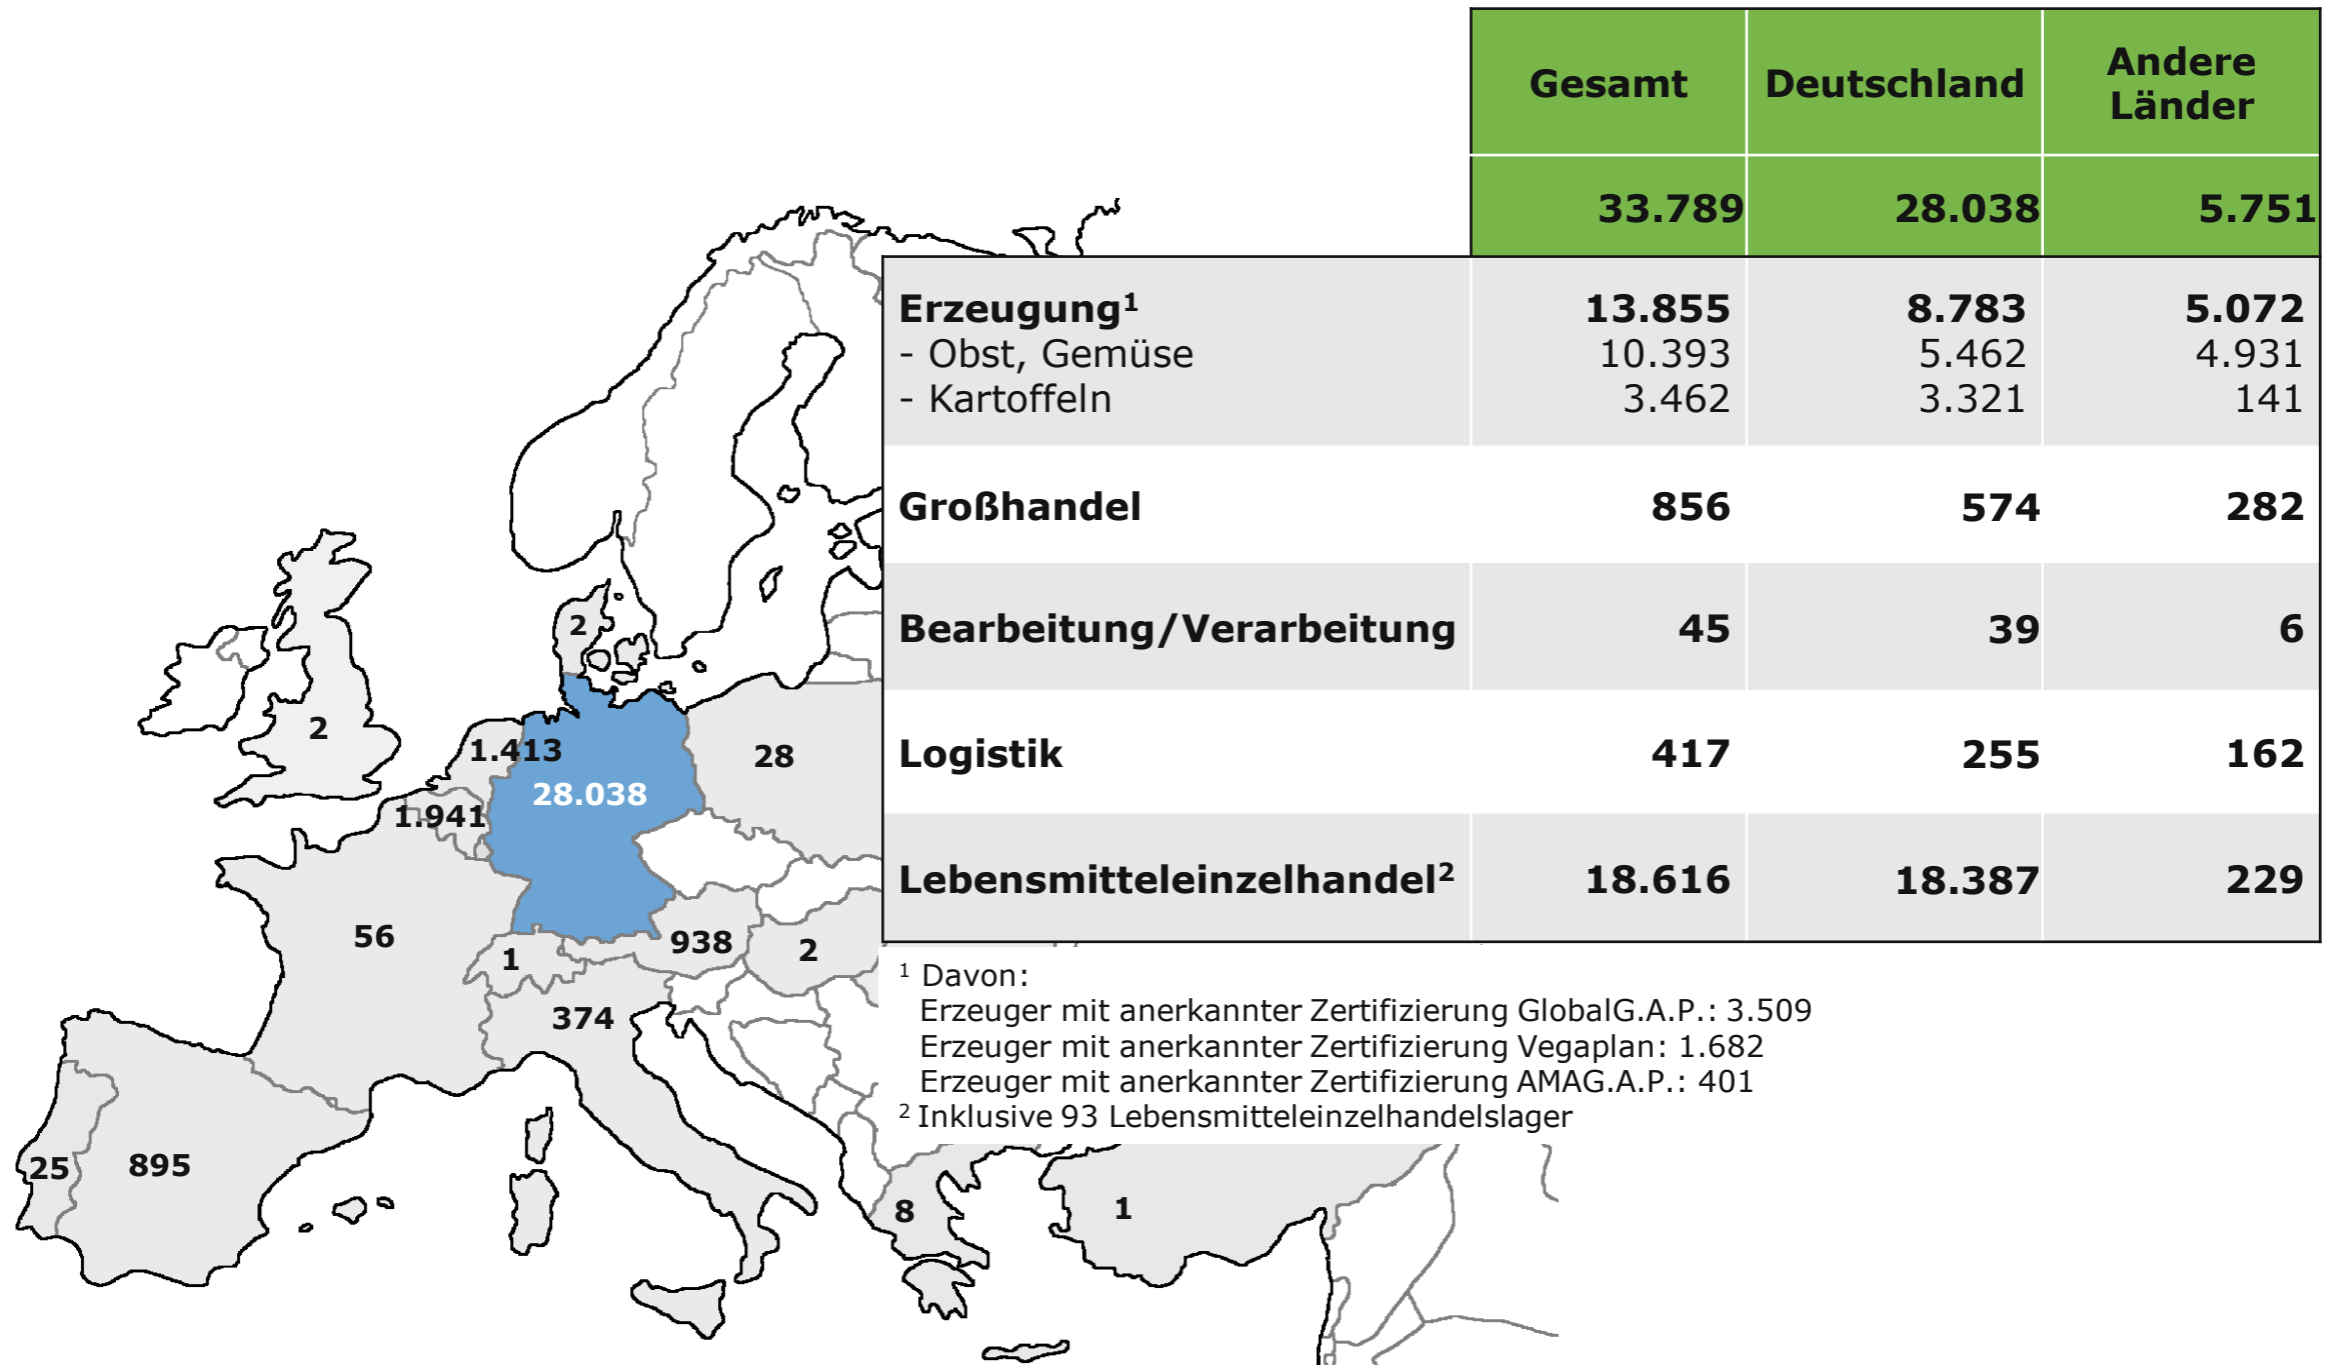 Gesamt Deutschland Andere
Länder
33.789 28.038 5.751
Erzeugung¹ 13.855 8.783 5.072
- Obst, Gemüse 10.393 5.462 4.931
- Kartoffeln 3.462 3.321 141
Großhandel 856 574 282
Bearbeitung/Verarbeitung 45 39 6
Logistik 417 255 162
Lebensmitteleinzelhandel² 18.616 18.387 229
¹ Davon:
Erzeuger mit anerkannter Zertifizierung GlobalG.A.P.: 3.509
Erzeuger mit anerkannter Zertifizierung Vegaplan: 1.682
Erzeuger mit anerkannter Zertifizierung AMAG.A.P.: 401
² Inklusive 93 Lebensmitteleinzelhandelslager
2
2
1.413
28
28.038
1.941
56
938
2
1
374
25
895
8
1